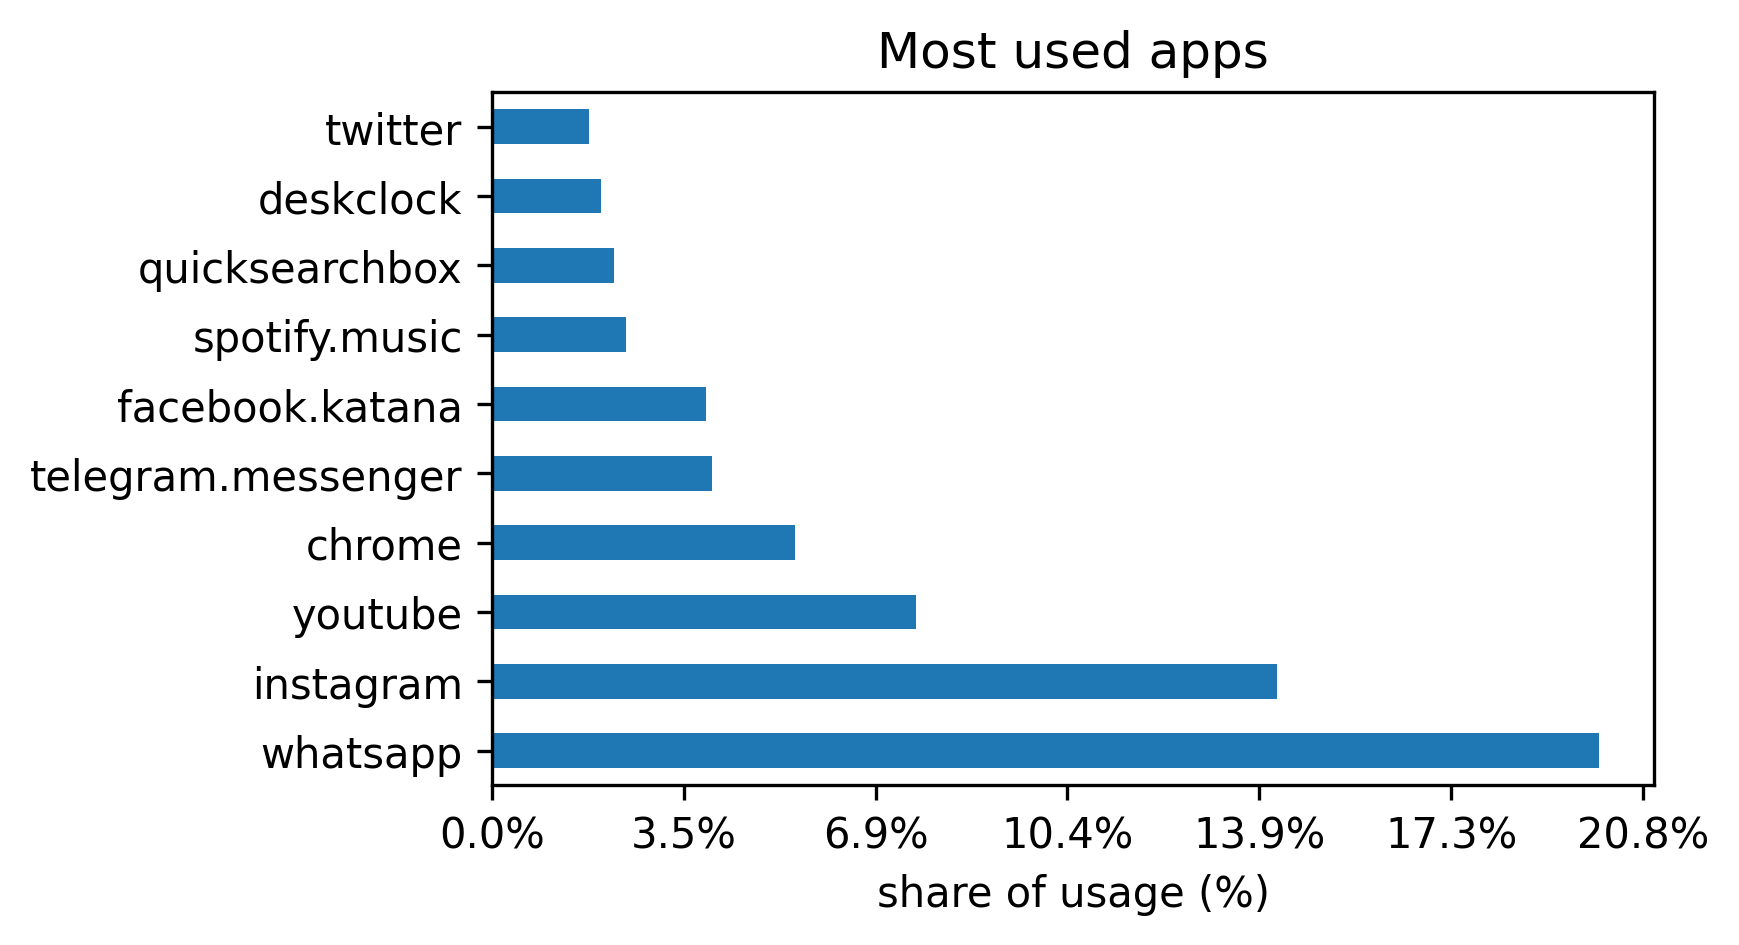 Most used apps
twitter
deskclock
quicksearchbox
spotify.music
facebook.katana
telegram.messenger
chrome
youtube
instagram
whatsapp
0.0% 3.5% 6.9% 10.4% 13.9% 17.3% 20.8%
share of usage (%)